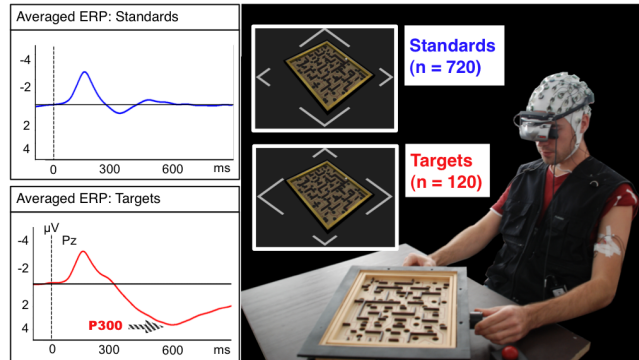 Averaged ERP: Standards
-4
-2
2
4
0
300
600
ms
Averaged ERP: Targets
µV
Pz
-4
-2
2
4
P300
0
300
600
ms
Standards
(n = 720)
Targets
(n = 120)